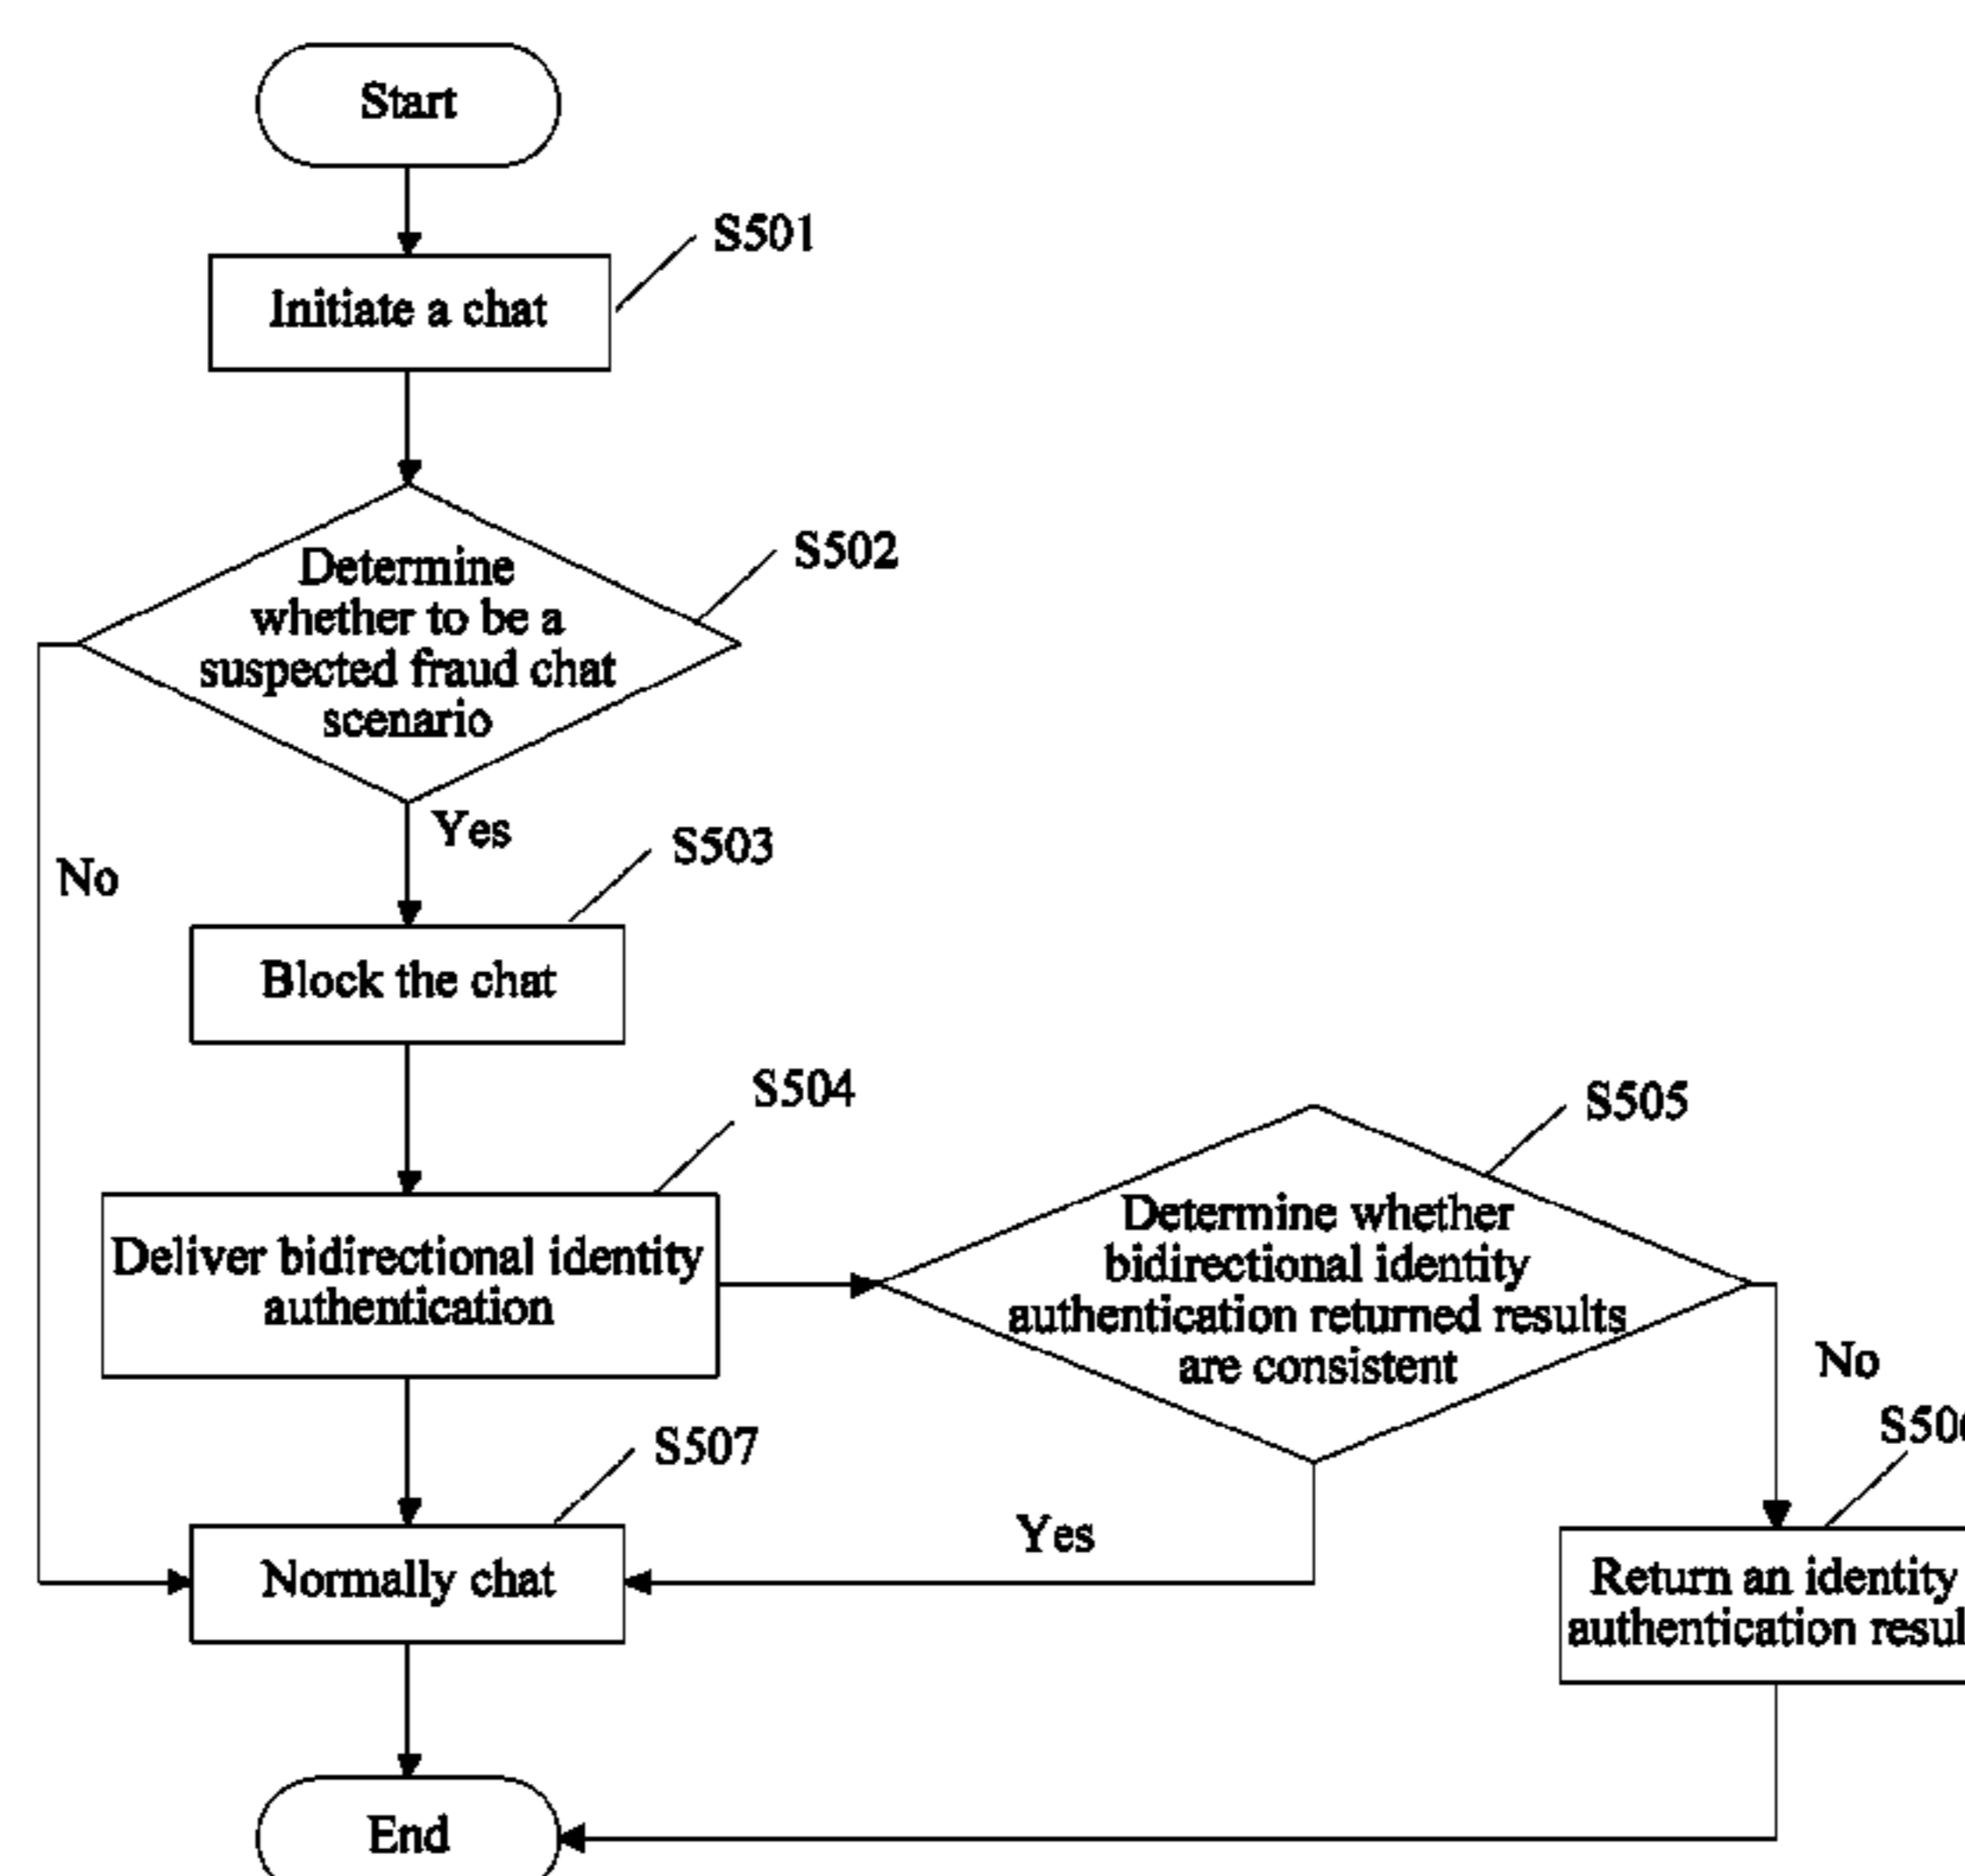 Start
S501
Initiate a chat
S502
Determine
whether to be a
suspected fraud chat
scenario
Yes
S503
No
Block the chat
S504
S505
Deliver bidirectional identity
authentication
Determine whether
bidirectional identity
authentication returned results
are consistent
No
S507
Yes
Normally chat
Return an identity
authentication
End